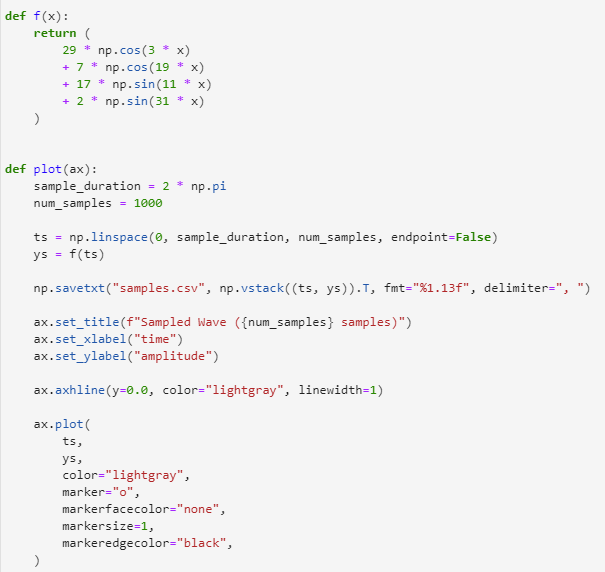 def f(x):
    return (
        29 * np.cos(3 * x)
        + 7 * np.cos(19 * x)
        + 17 * np.sin(11 * x)
        + 2 * np.sin(31 * x)
    )


def plot(ax):
    sample_duration = 2 * np.pi
    num_samples = 1000

    ts = np.linspace(0, sample_duration, num_samples, endpoint=False)
    ys = f(ts)

    np.savetxt("samples.csv", np.vstack((ts, ys)).T, fmt="%1.13f", delimiter=", ")

    ax.set_title(f"Sampled Wave ({num_samples} samples)")
    ax.set_xlabel("time")
    ax.set_ylabel("amplitude")

    ax.axhline(y=0.0, color="lightgray", linewidth=1)

    ax.plot(
        ts,
        ys,
        color="lightgray",
        marker="o",
        markerfacecolor="none",
        markersize=1,
        markeredgecolor="black",
    )